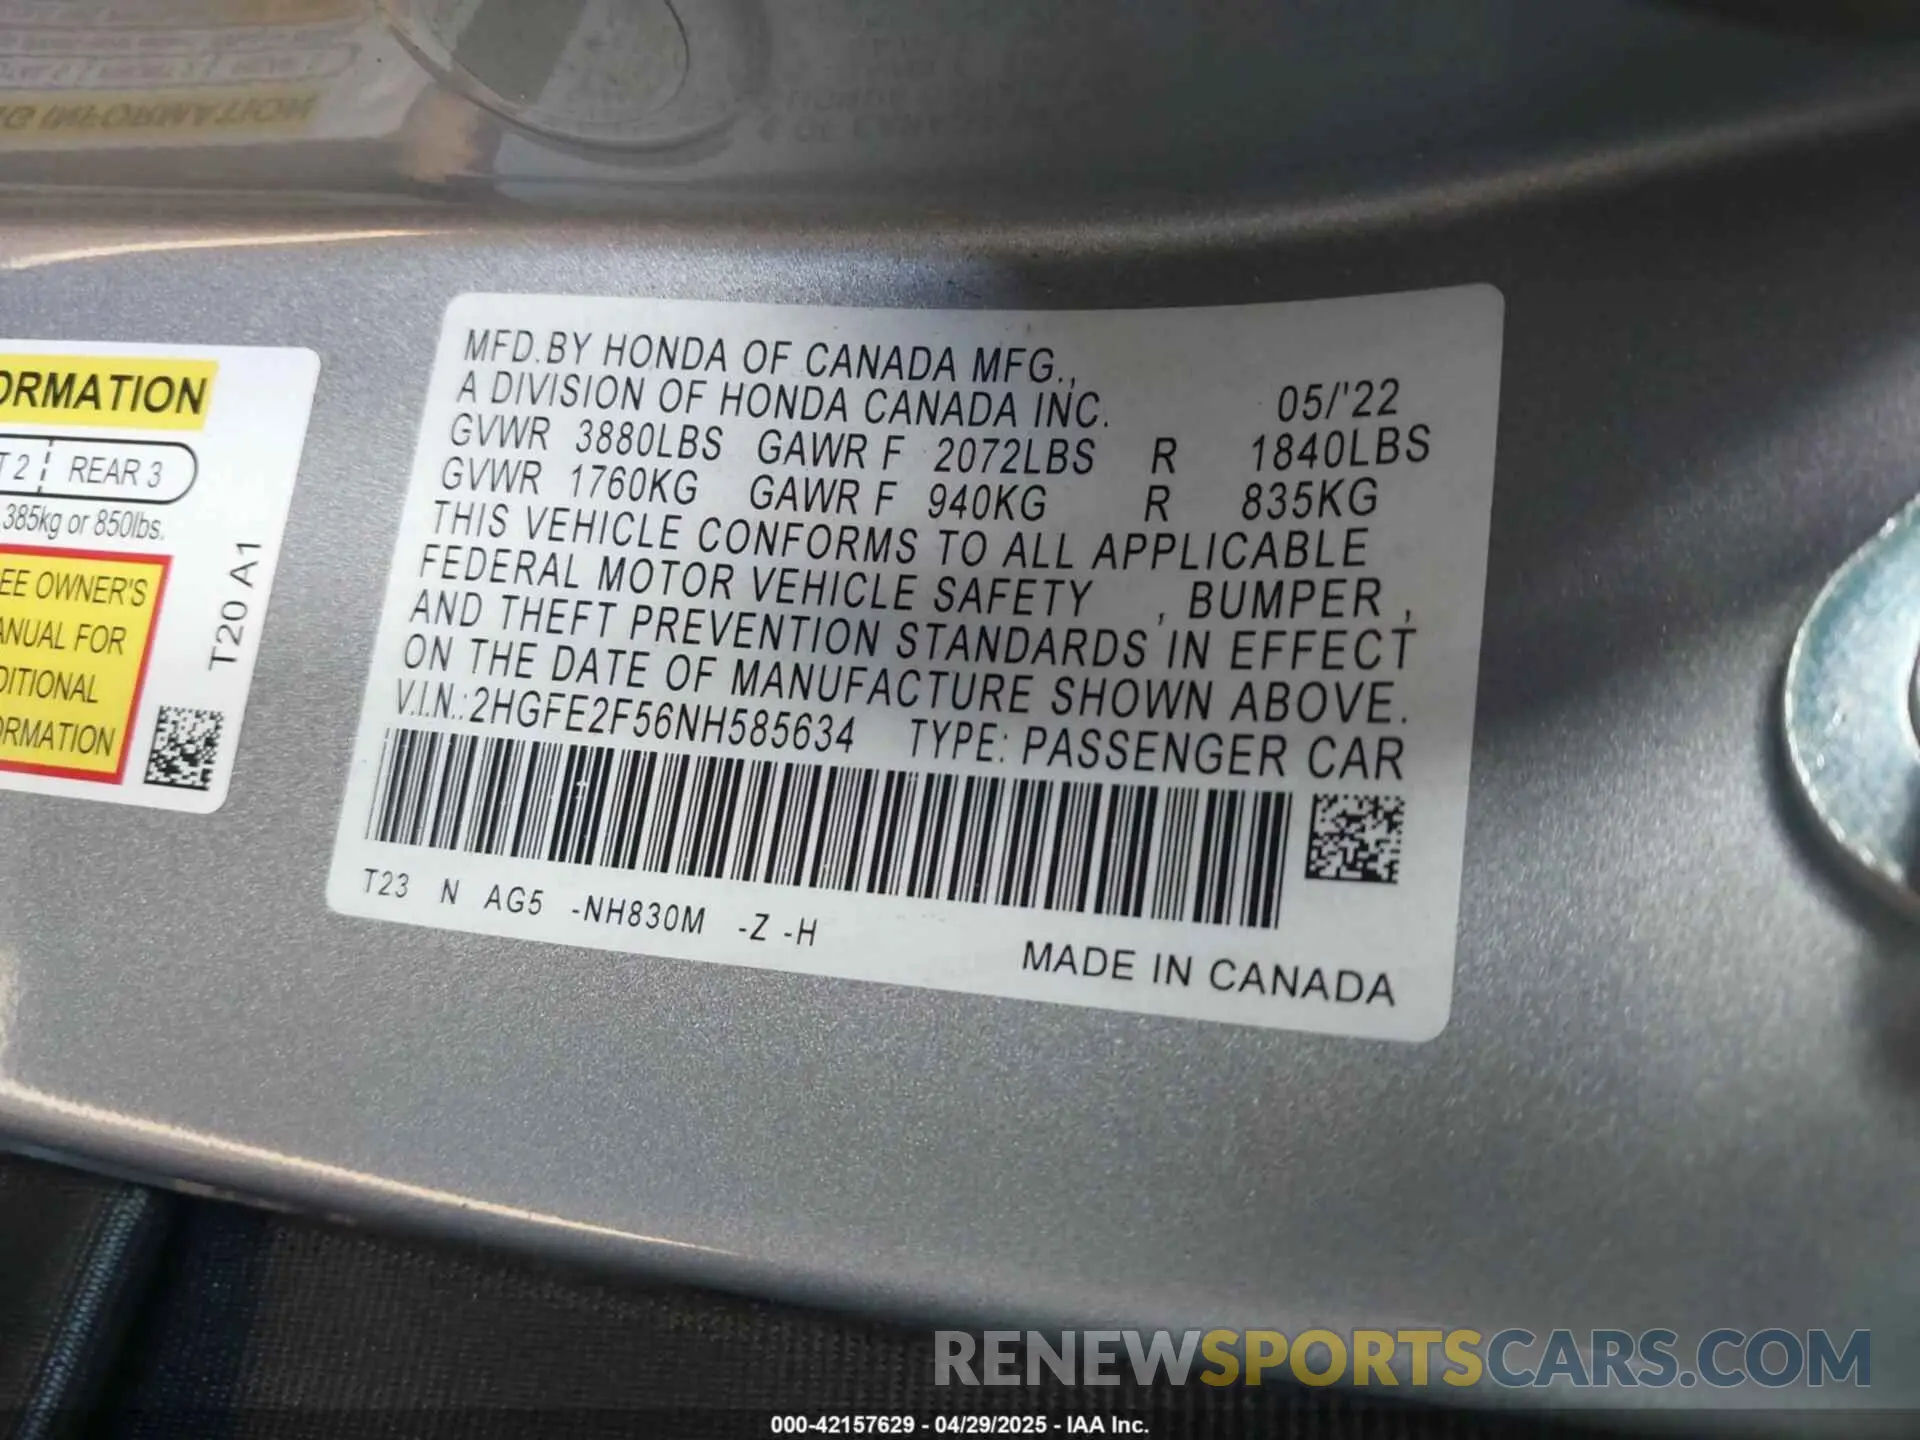 ORMATION
T 2 REAR 3
385kg or 850lbs.
EE OWNER'S
ANUAL FOR
DITIONAL
ORMATION
T20 A1
MFD.BY HONDA OF CANADA MFG.,
A DIVISION OF HONDA CANADA INC. 05/'22
GVWR 3880LBS GAWR F 2072LBS R 1840LBS
GVWR 1760KG GAWR F 940KG R 835KG
THIS VEHICLE CONFORMS TO ALL APPLICABLE
FEDERAL MOTOR VEHICLE SAFETY , BUMPER ,
AND THEFT PREVENTION STANDARDS IN EFFECT
ON THE DATE OF MANUFACTURE SHOWN ABOVE.
V.I.N.: 2HGFE2F56NH585634 TYPE: PASSENGER CAR
T23 N AG5 -NH830M -Z -H
MADE IN CANADA
RENEWSPORTSCARS.COM
000-42157629 - 04/29/2025 - IAA Inc.